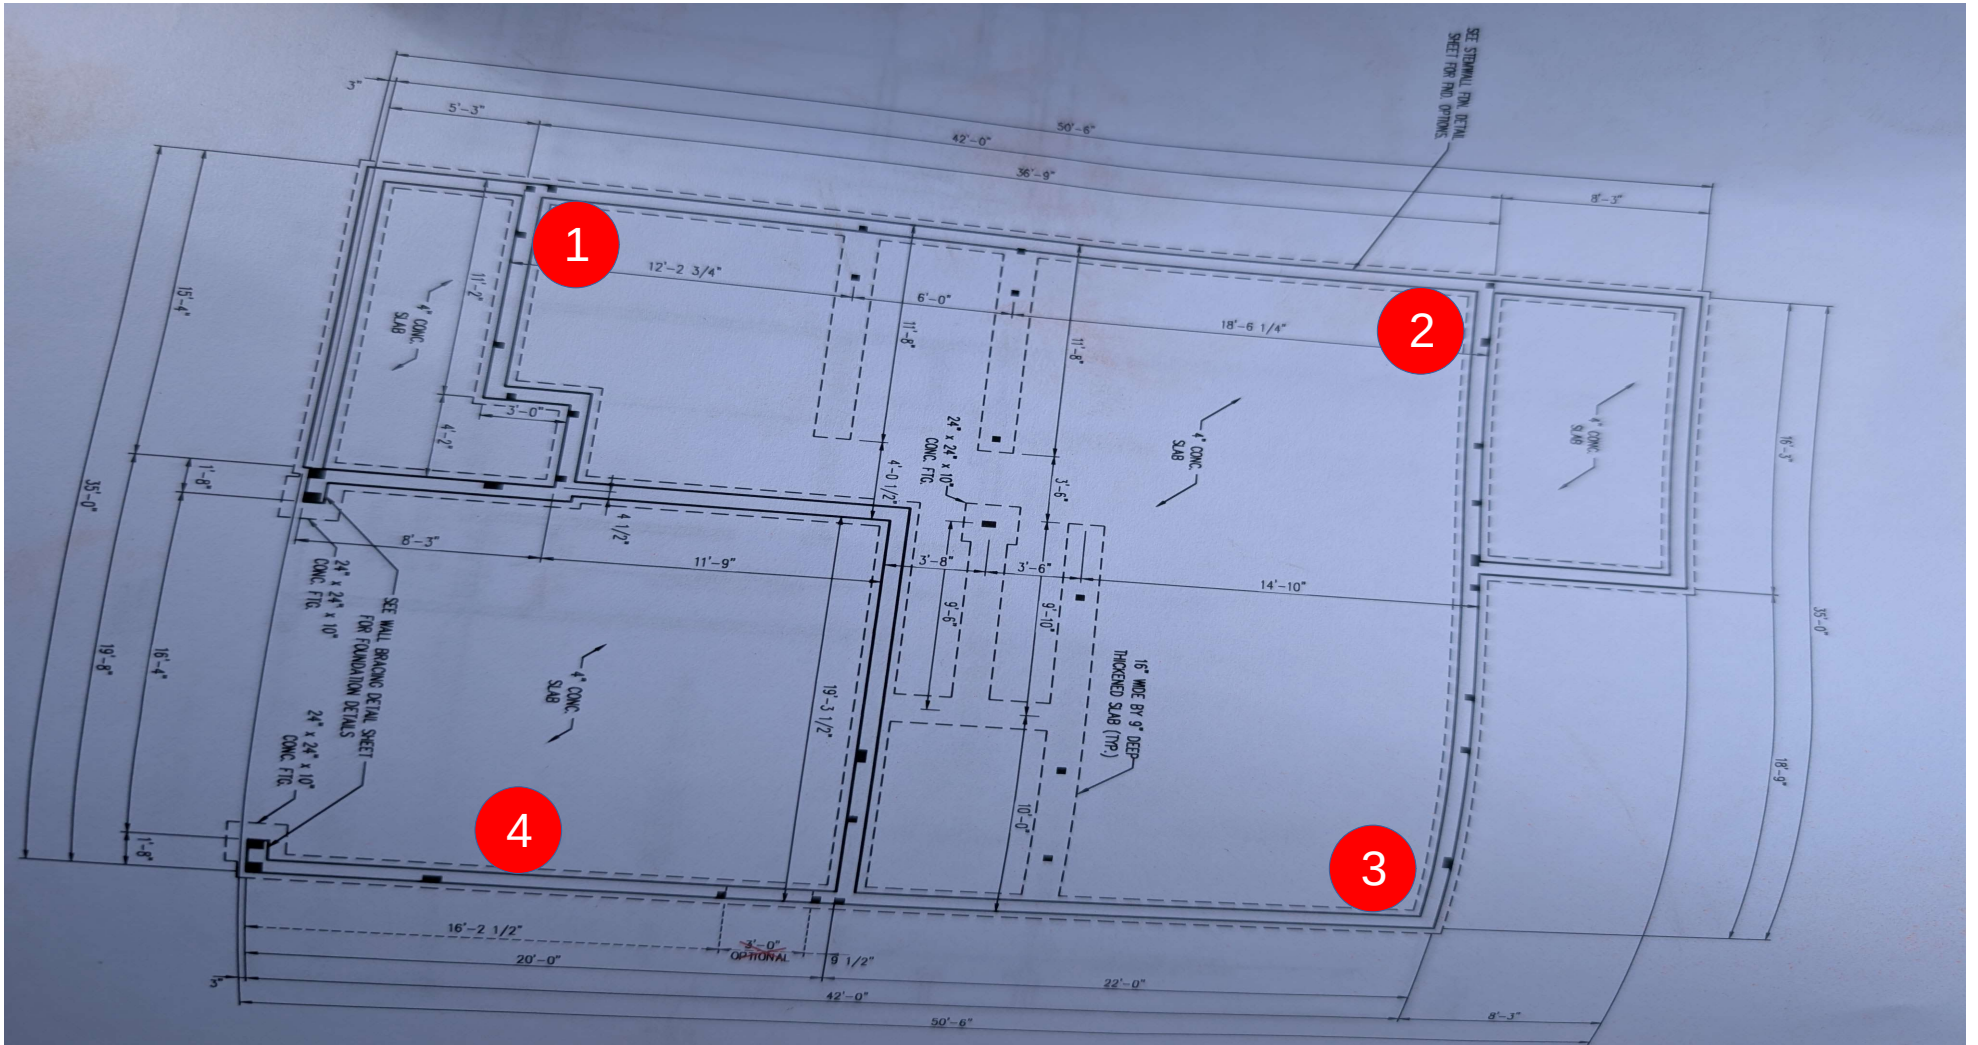 50'-6"
3"
42'-0"
5'-3"
36'-9"
8'-3"
SEE STEMWALL FDN. DETAIL
SHEET FOR FND. OPTIONS.
1
2
15'-4"
11'-2"
12'-2 3/4"
6'-0"
18'-6 1/4"
4" CONC.
SLAB
11'-8"
11'-8"
4" CONC.
SLAB
4" CONC.
SLAB
16'-3"
3'-0"
4'-2"
24" x 24" x 10"
CONC. FTG.
4'-0 1/2"
3'-6"
1'-8"
35'-0"
4 1/2"
8'-3"
11'-9"
3'-8"
3'-6"
14'-10"
24" x 24" x 10"
CONC. FTG.
SEE WALL BRACING DETAIL SHEET
FOR FOUNDATION DETAILS
9'-6"
9'-10"
35'-0"
19'-8"
16'-4"
4" CONC.
SLAB
19'-3 1/2"
16" WIDE BY 9" DEEP
THICKENED SLAB (TYP.)
24" x 24" x 10"
CONC. FTG.
18'-9"
10'-0"
1'-8"
4
3
16'-2 1/2"
3'-0"
OPTIONAL
9 1/2"
20'-0"
22'-0"
3"
42'-0"
8'-3"
50'-6"